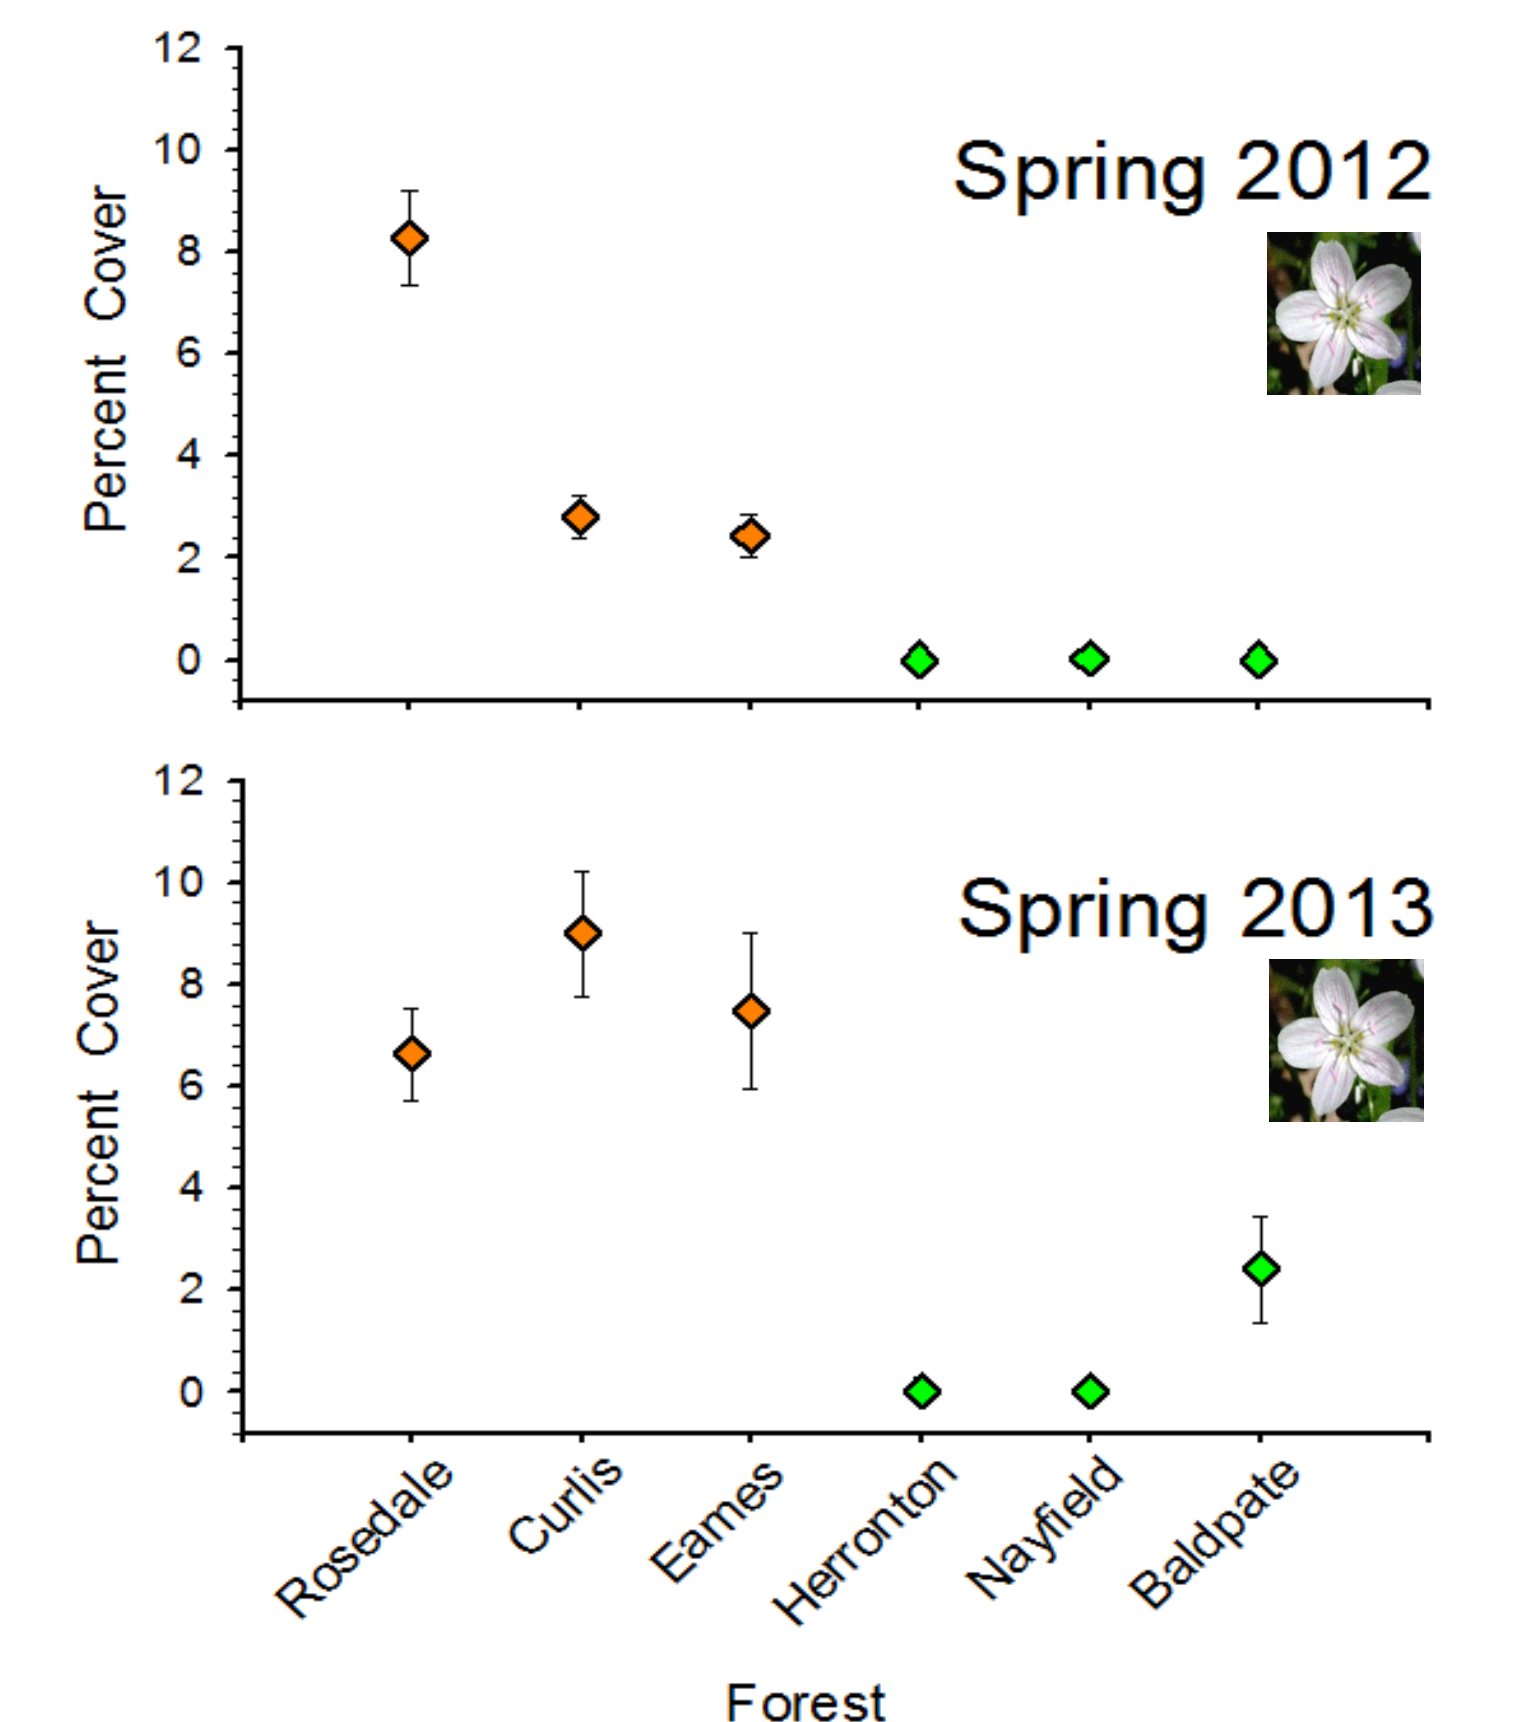 12
10
8
6
4
2
0
Percent Cover
Spring 2012
12
10
8
6
4
2
0
Percent Cover
Spring 2013
Rosedale
Curlis
Eames
Herronton
Nayfield
Baldpate
Forest